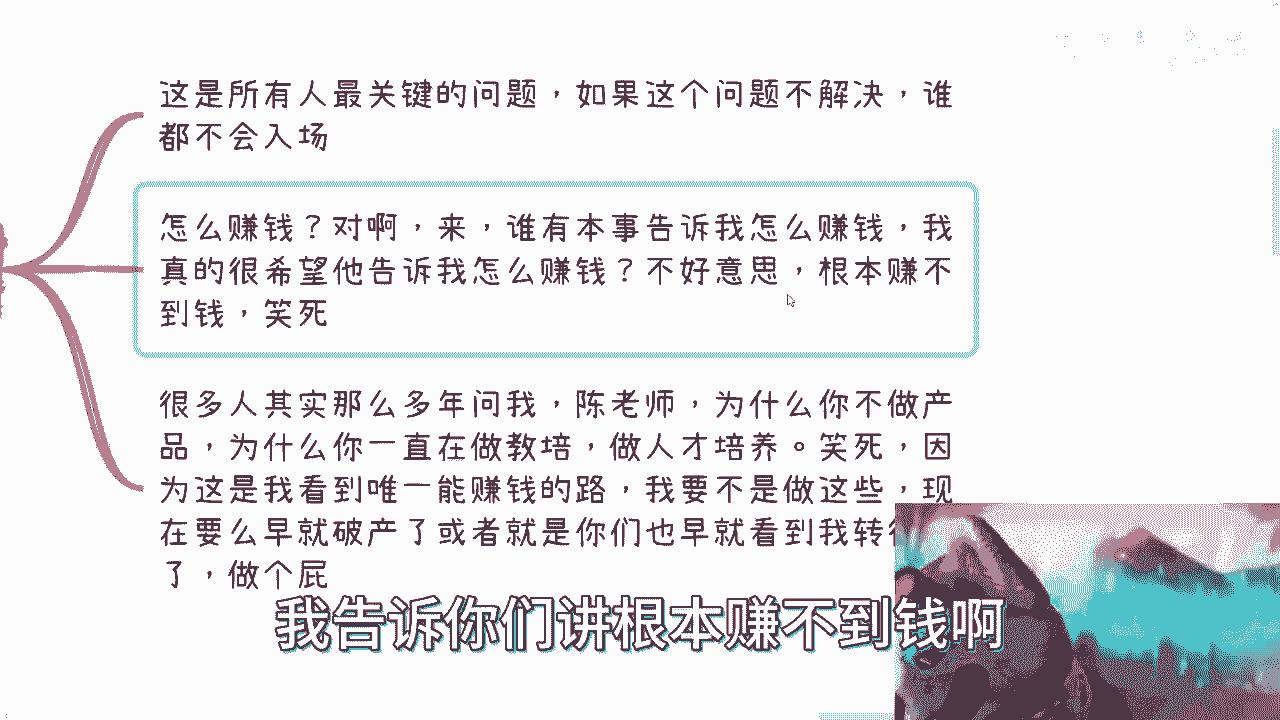 这是所有人最关键的问题，如果这个问题不解决，谁
都不会入场
怎么赚钱？对啊，来，谁有本事告诉我怎么赚钱，我
真的很希望他告诉我怎么赚钱？不好意思，根本赚不
到钱，笑死
很多人其实那么多年问我，陈老师，为什么你不做产
品，为什么你一直在做教培，做人才培养。笑死，因
为这是我看到唯一能赚钱的路，我要不是做这些，现
在要么早就破产了或者就是你们也早就看到我转
了，做个屁
我告诉你们讲根本赚不到钱啊